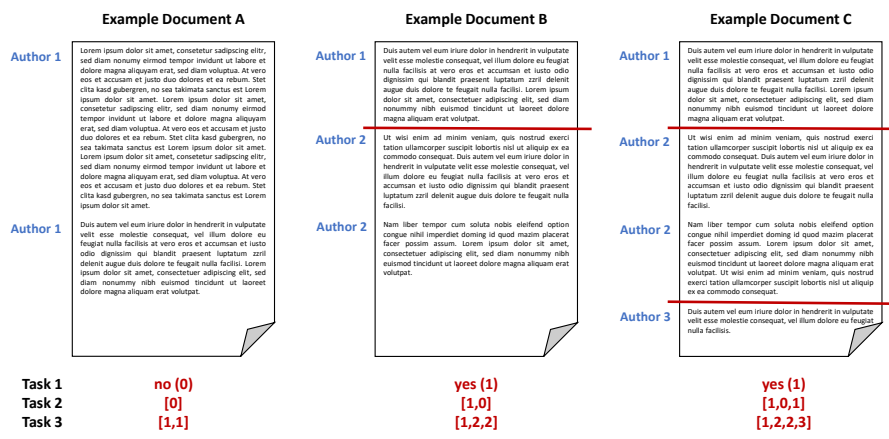 Example Document A
Author 1
Lorem ipsum dolor sit amet, consetetur sadipscing elitr,
sed diam nonumy eirmod tempor invidunt ut labore et
dolore magna aliquyam erat, sed diam voluptua. At vero
eos et accusam et justo duo dolores et ea rebum. Stet
clita kasd gubergren, no sea takimata sanctus est Lorem
ipsum dolor sit amet. Lorem ipsum dolor sit amet,
consetetur sadipscing elitr, sed diam nonumy eirmod
tempor invidunt ut labore et dolore magna aliquyam
erat, sed diam voluptua. At vero eos et accusam et justo
duo dolores et ea rebum. Stet clita kasd gubergren, no
sea takimata sanctus est Lorem ipsum dolor sit amet.
Lorem ipsum dolor sit amet, consetetur sadipscing elitr,
sed diam nonumy eirmod tempor invidunt ut labore et
dolore magna aliquyam erat, sed diam voluptua. At vero
eos et accusam et justo duo dolores et ea rebum. Stet
clita kasd gubergren, no sea takimata sanctus est Lorem
ipsum dolor sit amet.
Author 1
Duis autem vel eum iriure dolor in hendrerit in vulputate
velit esse molestie consequat, vel illum dolore eu
feugiat nulla facilisis at vero eros et accumsan et iusto
odio dignissim qui blandit praesent luptatum zzril
delenit augue duis dolore te feugait nulla facilisi. Lorem
ipsum dolor sit amet, consectetuer adipiscing elit, sed
diam nonummy nibh euismod tincidunt ut laoreet
dolore magna aliquam erat volutpat.
Example Document B
Author 1
Duis autem vel eum iriure dolor in hendrerit in vulputate
velit esse molestie consequat, vel illum dolore eu feugiat
nulla facilisis at vero eros et accumsan et iusto odio
dignissim qui blandit praesent luptatum zzril delenit
augue duis dolore te feugait nulla facilisi. Lorem ipsum
dolor sit amet, consectetuer adipiscing elit, sed diam
nonummy nibh euismod tincidunt ut laoreet dolore
magna aliquam erat volutpat.
Author 2
Ut wisi enim ad minim veniam, quis nostrud exerci
tation ullamcorper suscipit lobortis nisl ut aliquip ex ea
commodo consequat. Duis autem vel eum iriure dolor in
hendrerit in vulputate velit esse molestie consequat, vel
illum dolore eu feugiat nulla facilisis at vero eros et
accumsan et iusto odio dignissim qui blandit praesent
luptatum zzril delenit augue duis dolore te feugait nulla
facilisi.
Author 2
Nam liber tempor cum soluta nobis eleifend option
congue nihil imperdiet doming id quod mazim placerat
facer possim assum. Lorem ipsum dolor sit amet,
consectetuer adipiscing elit, sed diam nonummy nibh
euismod tincidunt ut laoreet dolore magna aliquam erat
volutpat.
Example Document C
Author 1
Duis autem vel eum iriure dolor in hendrerit in vulputate
velit esse molestie consequat, vel illum dolore eu feugiat
nulla facilisis at vero eros et accumsan et iusto odio
dignissim qui blandit praesent luptatum zzril delenit
augue duis dolore te feugait nulla facilisi. Lorem ipsum
dolor sit amet, consectetuer adipiscing elit, sed diam
nonummy nibh euismod tincidunt ut laoreet dolore
magna aliquam erat volutpat.
Author 2
Ut wisi enim ad minim veniam, quis nostrud exerci
tation ullamcorper suscipit lobortis nisl ut aliquip ex ea
commodo consequat. Duis autem vel eum iriure dolor in
hendrerit in vulputate velit esse molestie consequat, vel
illum dolore eu feugiat nulla facilisis at vero eros et
accumsan et iusto odio dignissim qui blandit praesent
luptatum zzril delenit augue duis dolore te feugait nulla
facilisi.
Author 2
Nam liber tempor cum soluta nobis eleifend option
congue nihil imperdiet doming id quod mazim placerat
facer possim assum. Lorem ipsum dolor sit amet,
consectetuer adipiscing elit, sed diam nonummy nibh
euismod tincidunt ut laoreet dolore magna aliquam erat
volutpat. Ut wisi enim ad minim veniam, quis nostrud
exerci tation ullamcorper suscipit lobortis nisl ut aliquip
ex ea commodo consequat.
Author 3
Duis autem vel eum iriure dolor in hendrerit in vulputate
velit esse molestie consequat, vel illum dolore eu feugiat
nulla facilisis.
Task 1 no (0) yes (1) yes (1)
Task 2 [0] [1,0] [1,0,1]
Task 3 [1,1] [1,2,2] [1,2,2,3]